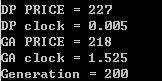 DP PRICE = 227
DP clock = 0.005
GA PRICE = 218
GA clock = 1.525
Generation = 200